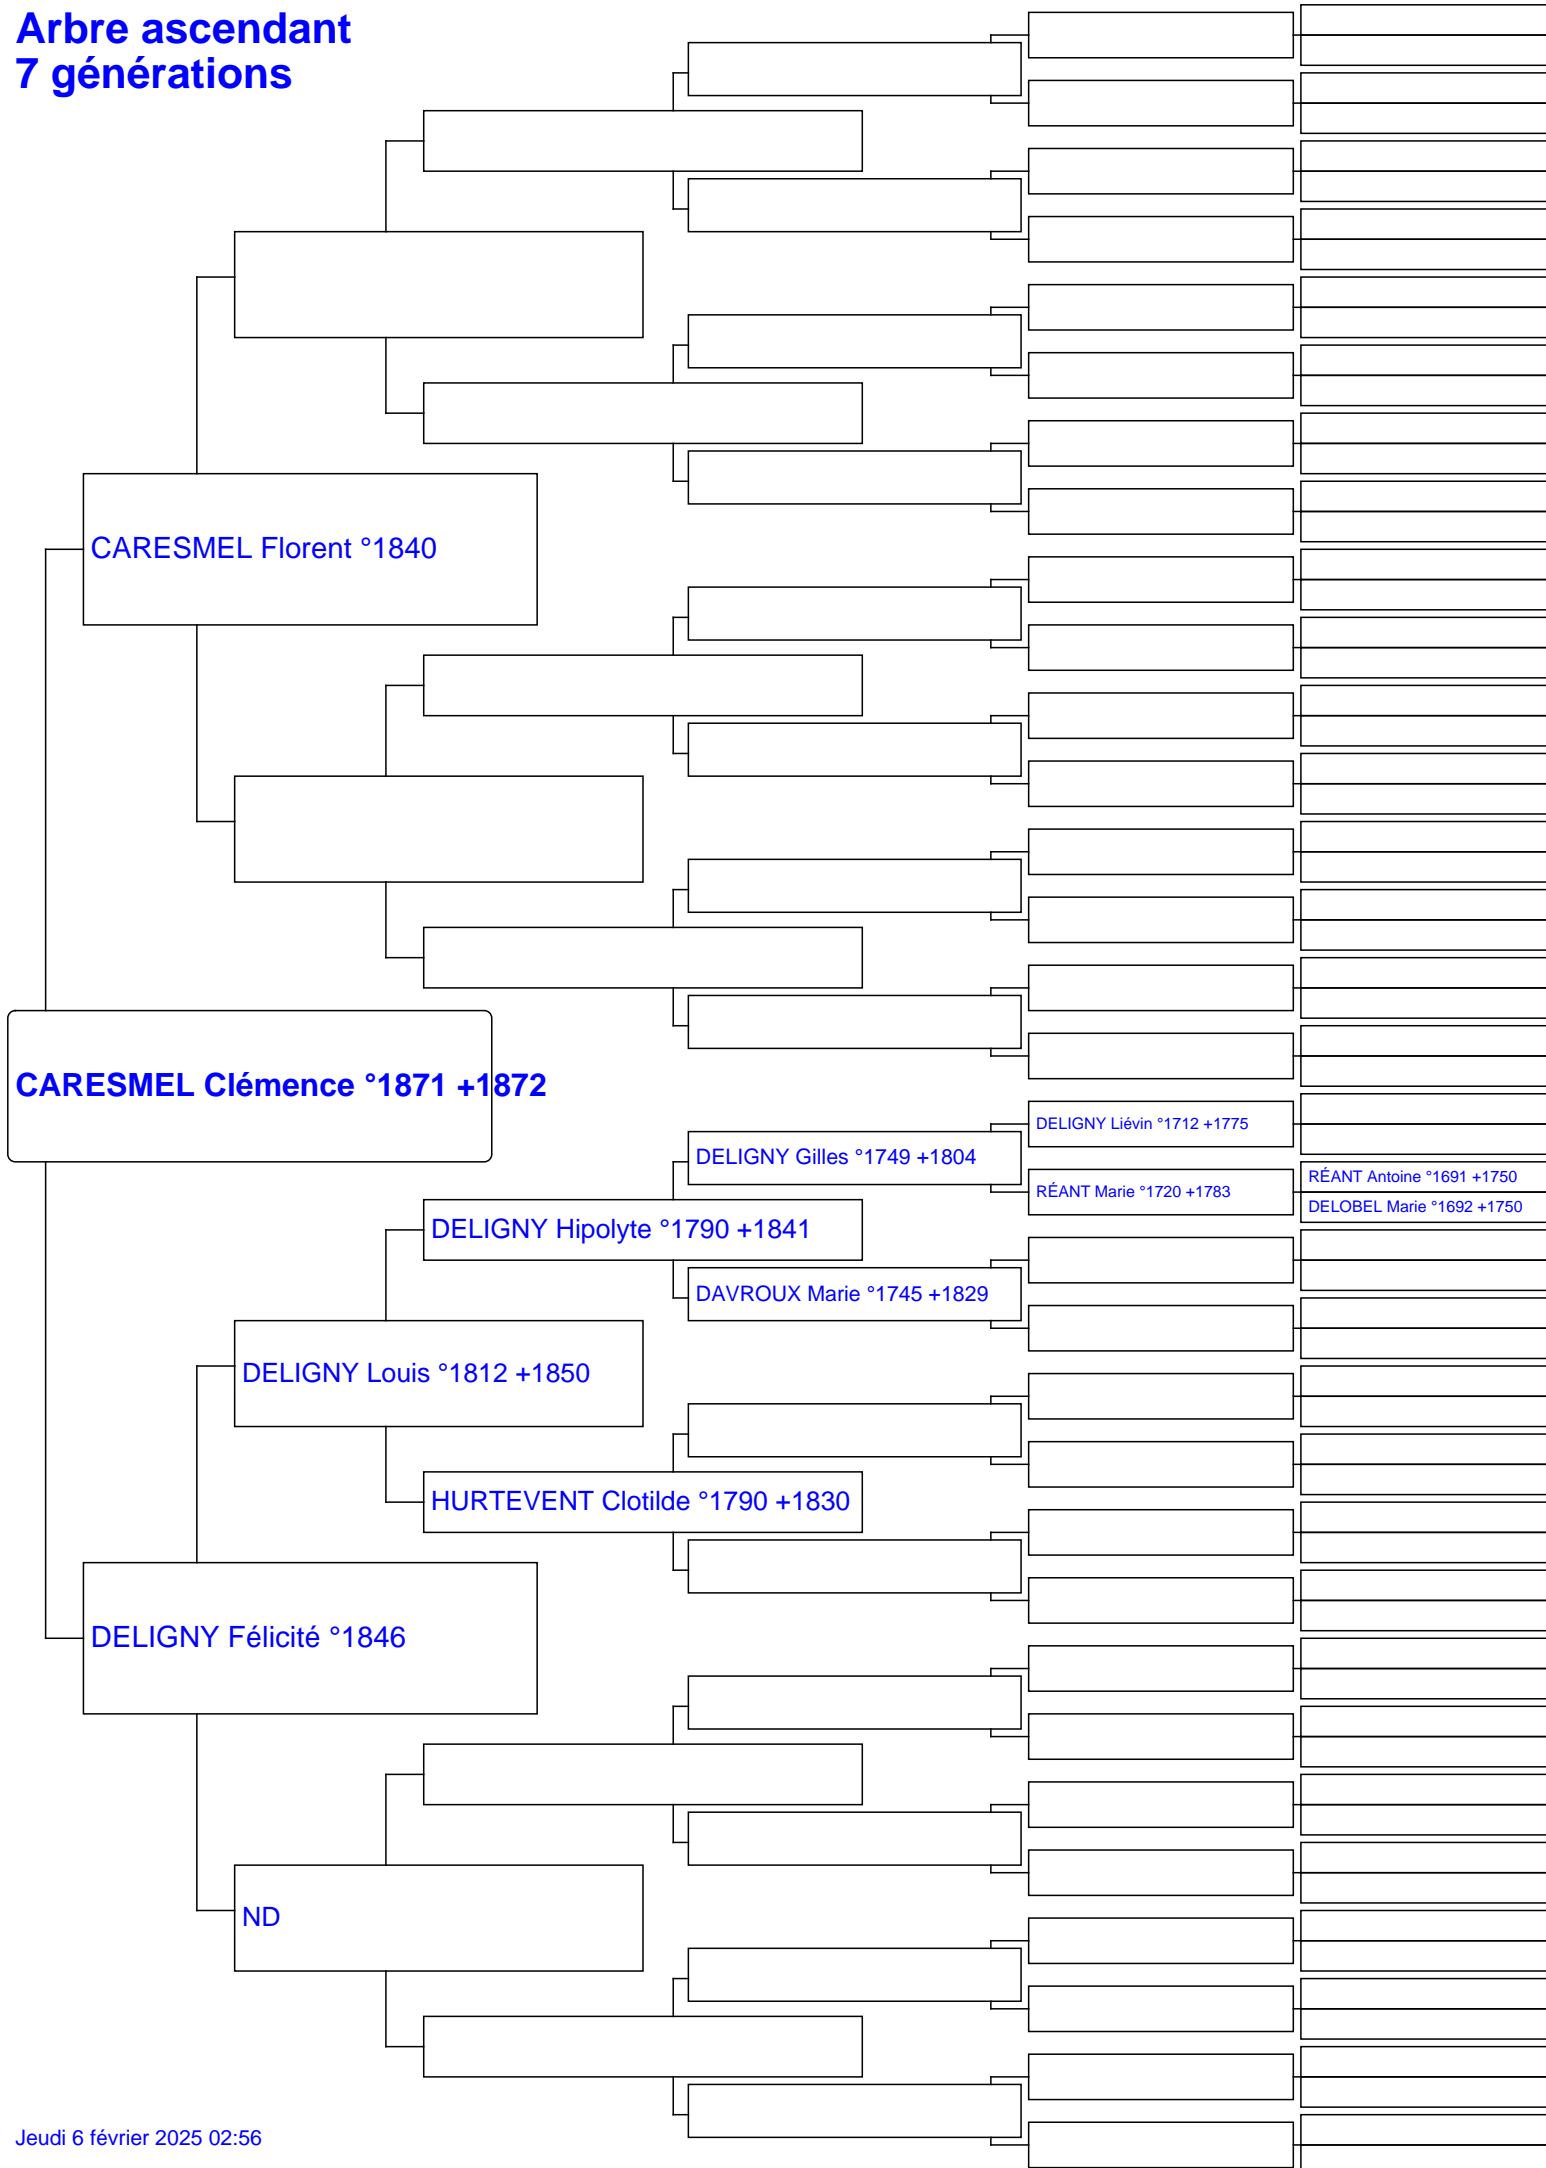 Arbre ascendant
7 générations
CARESMEL Florent °1840
CARESMEL Clémence °1871 +1872
DELIGNY Liévin °1712 +1775
DELIGNY Gilles °1749 +1804
RÉANT Antoine °1691 +1750
RÉANT Marie °1720 +1783
DELOBEL Marie °1692 +1750
DELIGNY Hipolyte °1790 +1841
DAVROUX Marie °1745 +1829
DELIGNY Louis °1812 +1850
HURTEVENT Clotilde °1790 +1830
DELIGNY Félicité °1846
ND
Jeudi 6 février 2025 02:56